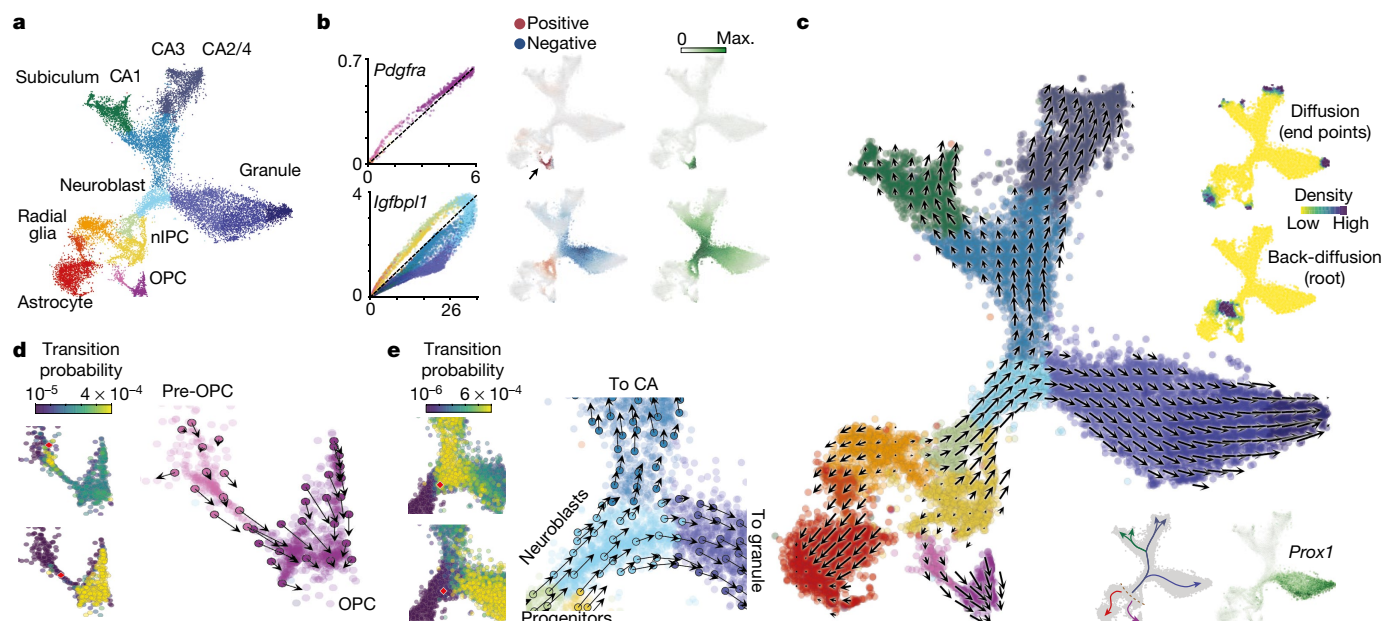 a
CA3 CA2/4
Subiculum CA1
Neuroblast
Granule
Radial
glia
nIPC
OPC
Astrocyte
b
Positive
Negative
0 Max.
0.7
Pdgfra
0
0 6
4
Igfbpl1
0
0 26
c
Diffusion
(end points)
Density
Low High
Back-diffusion
(root)
Prox1
d
Transition
probability
10⁻⁵ 4 × 10⁻⁴
Pre-OPC
OPC
e
Transition
probability
10⁻⁶ 6 × 10⁻⁴
To CA
Neuroblasts
To granule
Progenitors